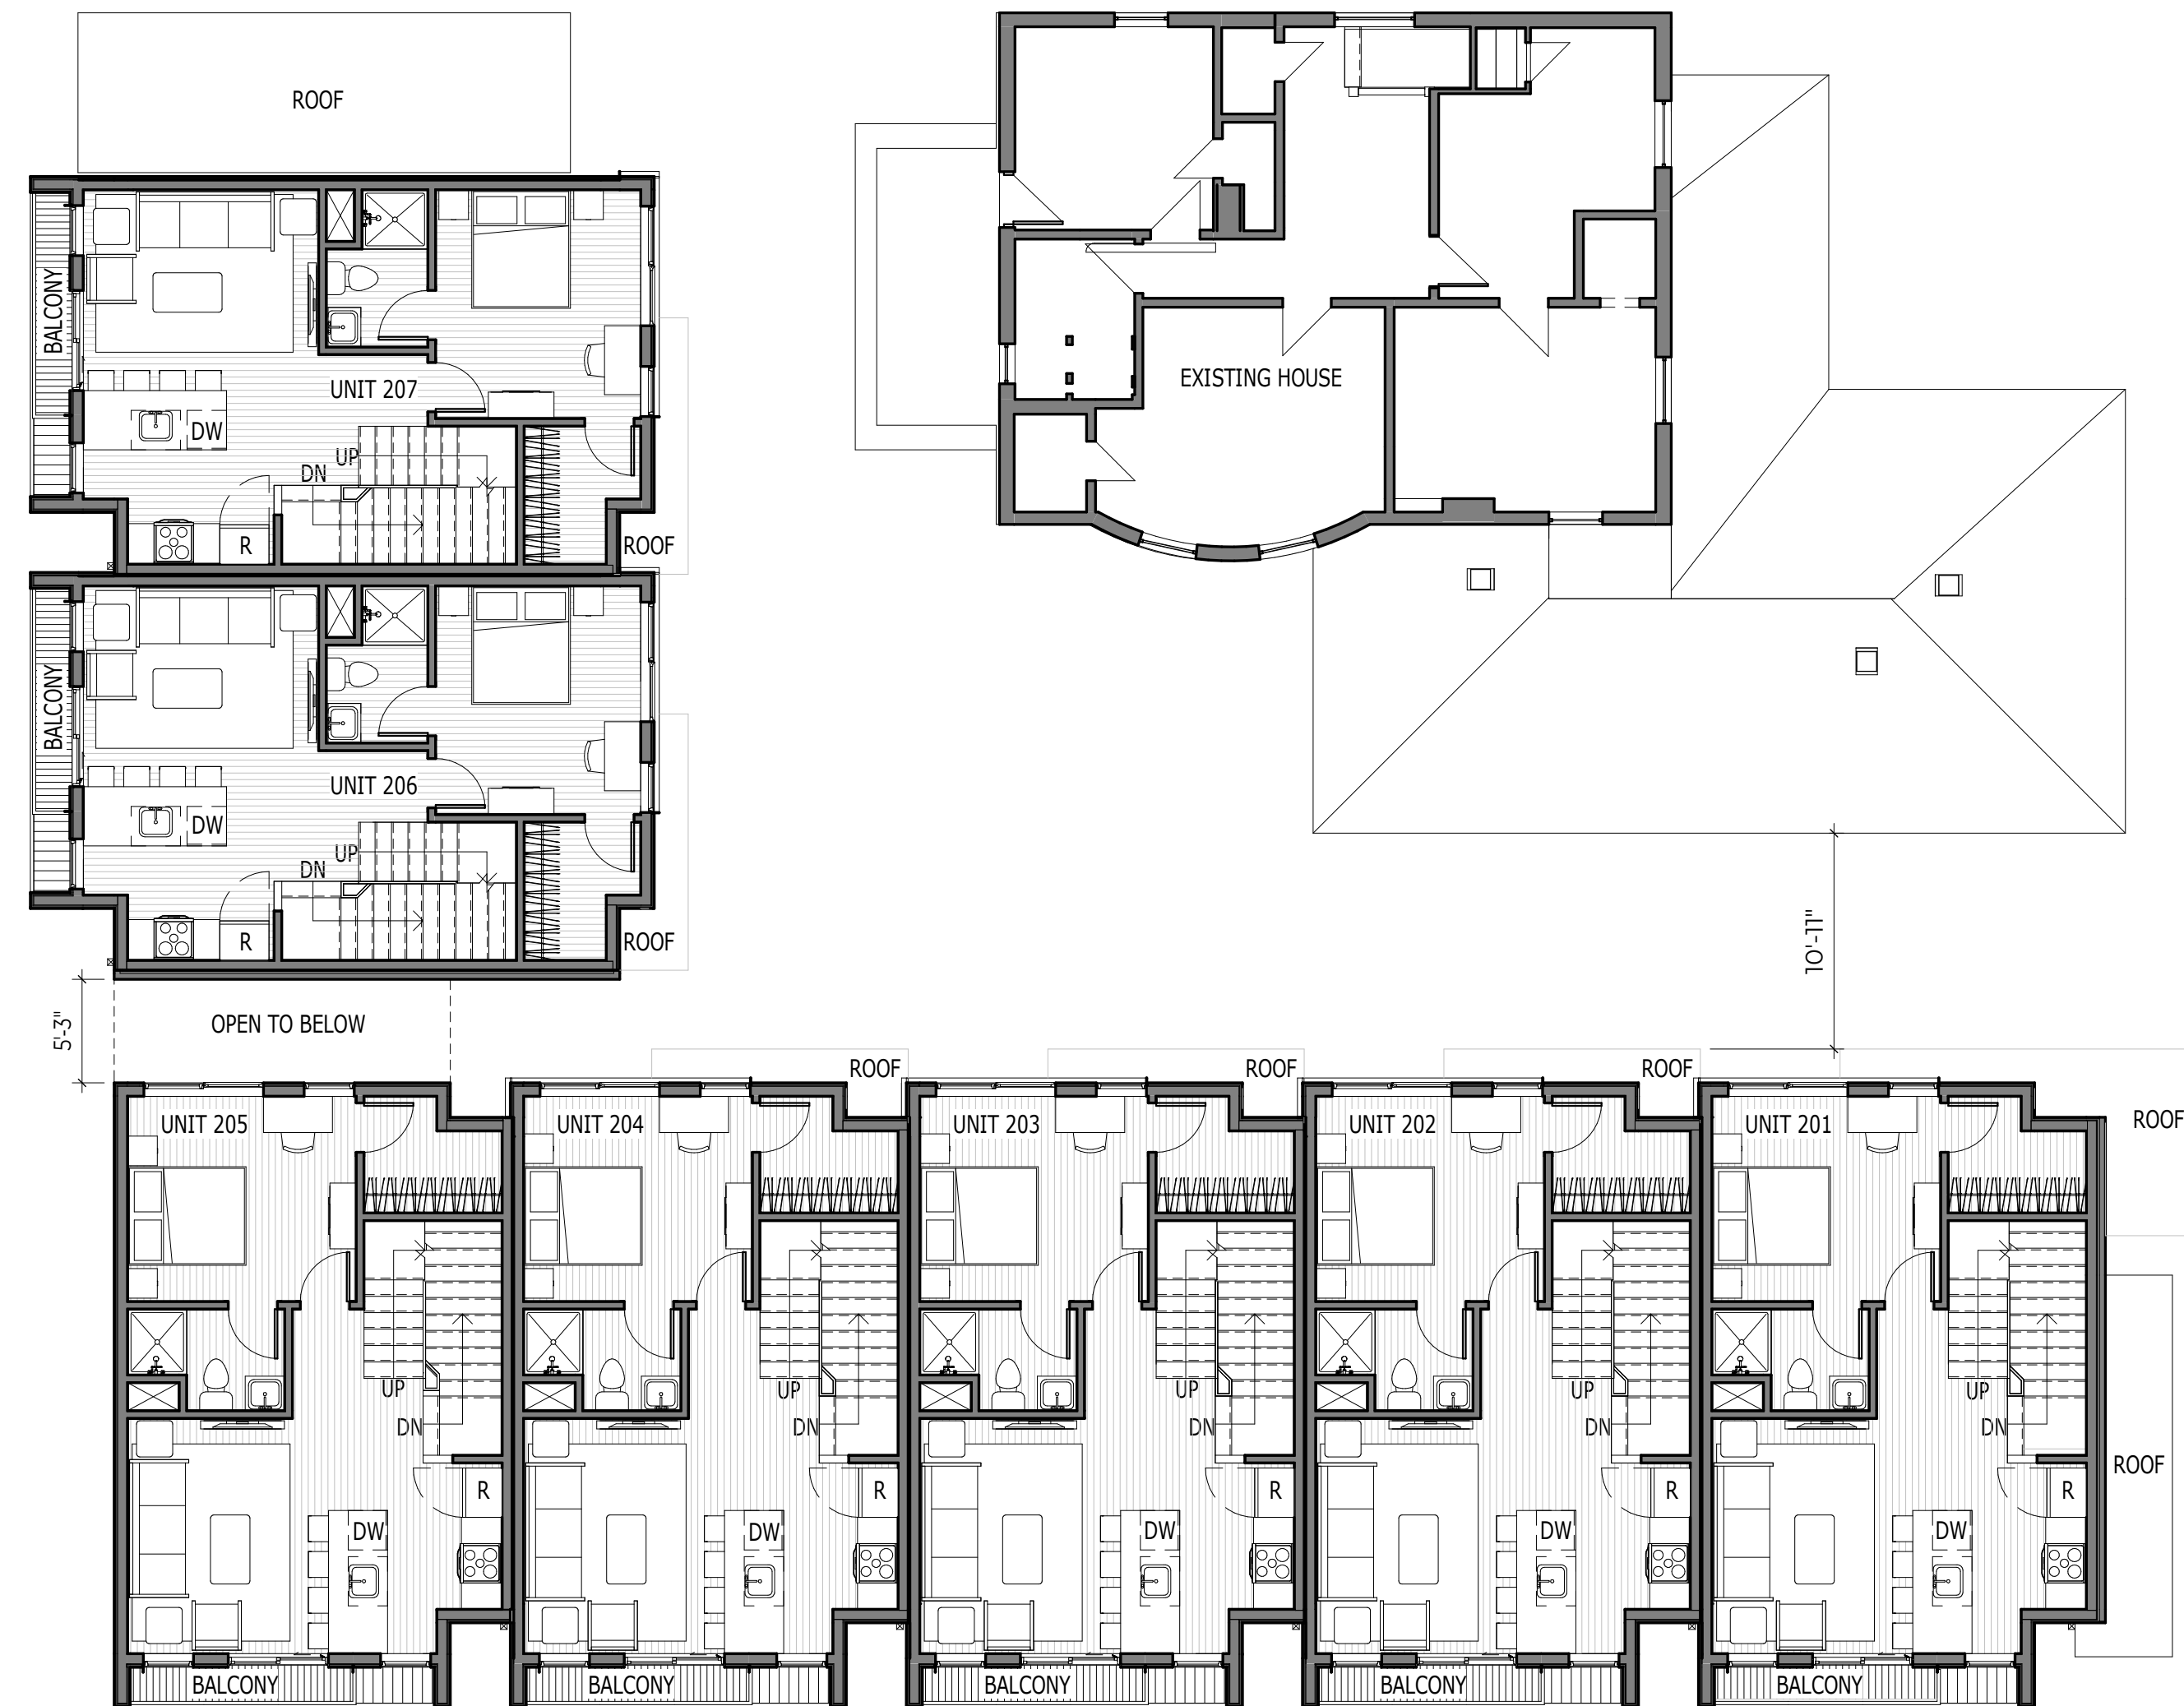 ROOF
BALCONY
UNIT 207
EXISTING HOUSE
DW
UP
DN
R
ROOF
BALCONY
UNIT 206
DW
UP
DN
R
ROOF
10'-11"
5'-3"
OPEN TO BELOW
ROOF
ROOF
ROOF
ROOF
UNIT 205
UNIT 204
UNIT 203
UNIT 202
UNIT 201
UP
UP
UP
UP
UP
DN
DN
DN
DN
DN
ROOF
R
R
R
R
R
DW
DW
DW
DW
DW
BALCONY
BALCONY
BALCONY
BALCONY
BALCONY